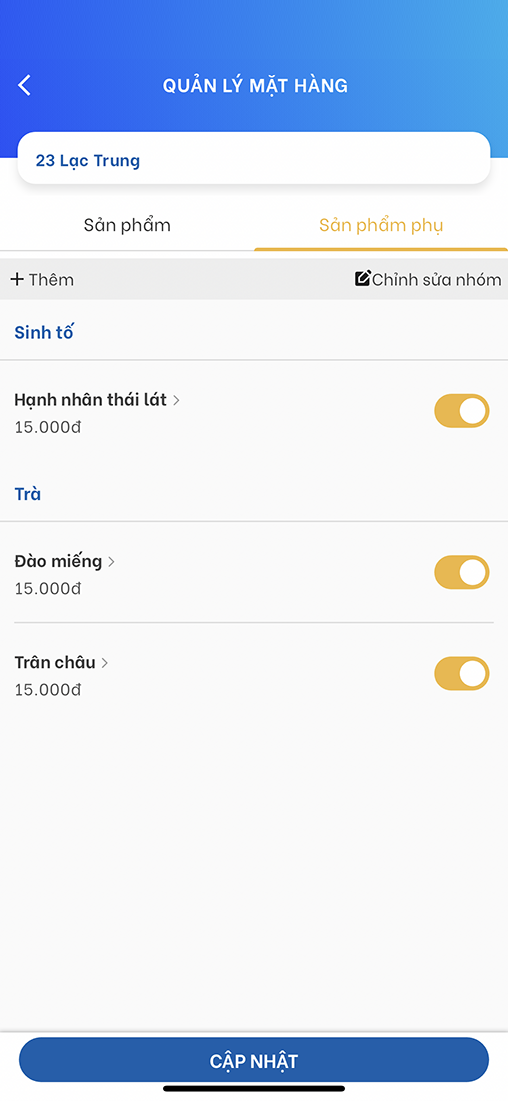 QUẢN LÝ MẶT HÀNG
23 Lạc Trung
Sản phẩm
Sản phẩm phụ
Thêm
Chỉnh sửa nhóm
Sinh tố
Hạnh nhân thái lát
15.000đ
Trà
Đào miếng
15.000đ
Trân châu
15.000đ
CẬP NHẬT